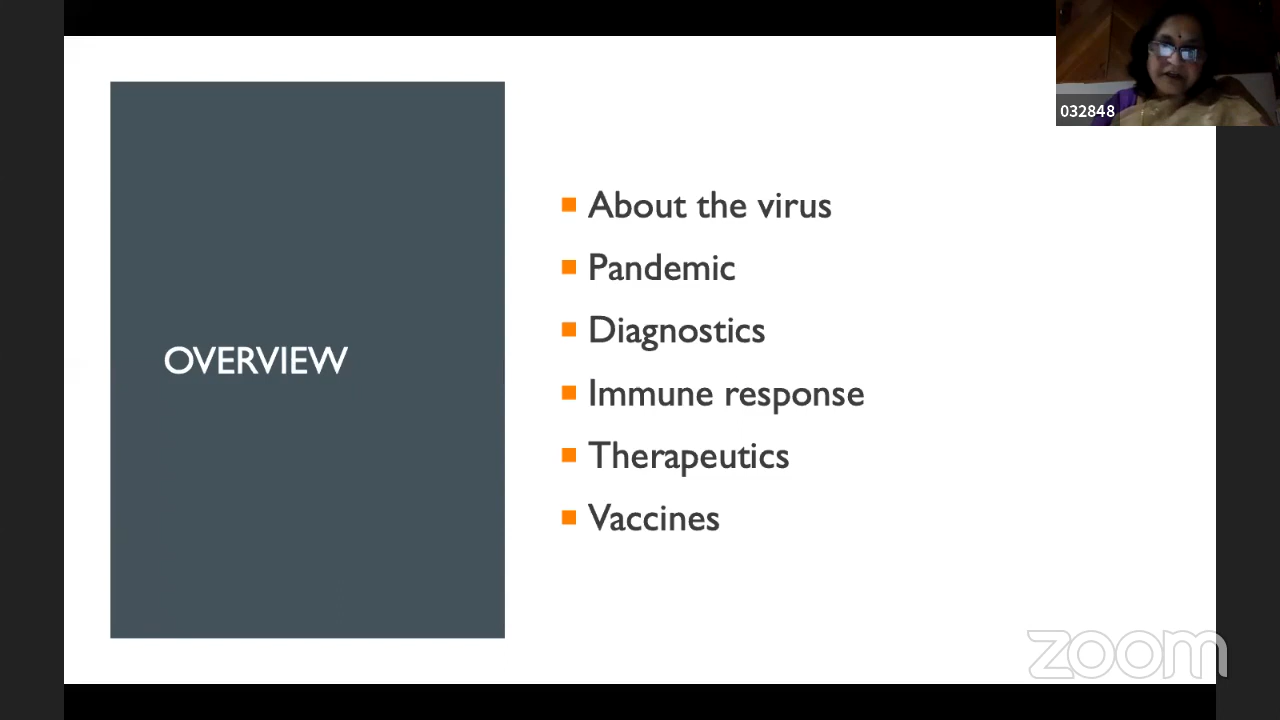 032848
OVERVIEW
About the virus
Pandemic
Diagnostics
Immune response
Therapeutics
Vaccines
zoom